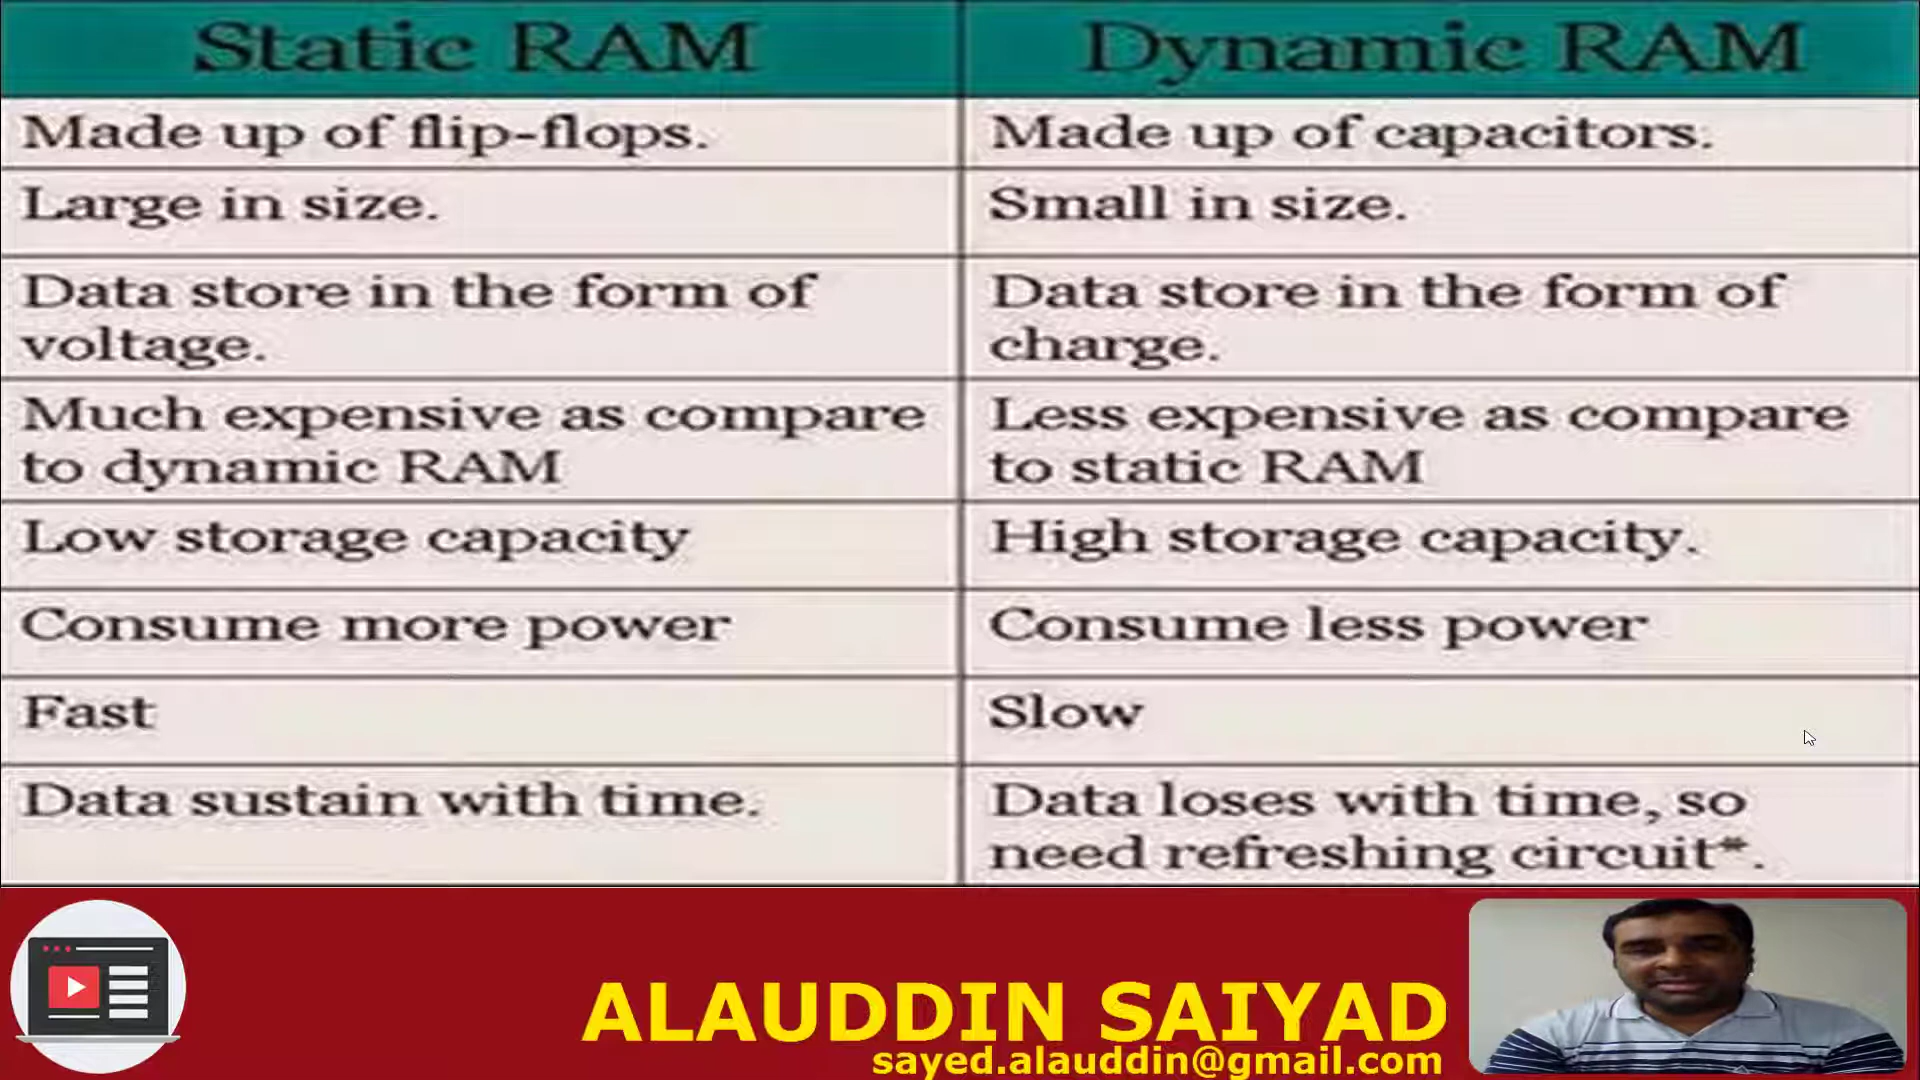 Static RAM
Dynamic RAM
Made up of flip-flops.
Made up of capacitors.
Large in size.
Small in size.
Data store in the form of
voltage.
Data store in the form of
charge.
Much expensive as compare
to dynamic RAM
Less expensive as compare
to static RAM
Low storage capacity
High storage capacity.
Consume more power
Consume less power
Fast
Slow
Data sustain with time.
Data loses with time, so
need refreshing circuit*.
ALAUDDIN SAIYAD
sayed.alauddin@gmail.com